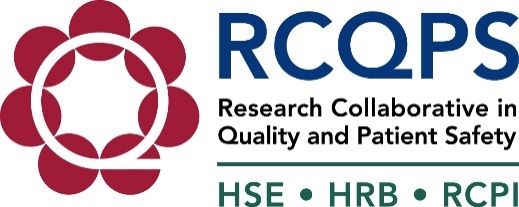 RCQPS
Research Collaborative in
Quality and Patient Safety
HSE • HRB • RCPI